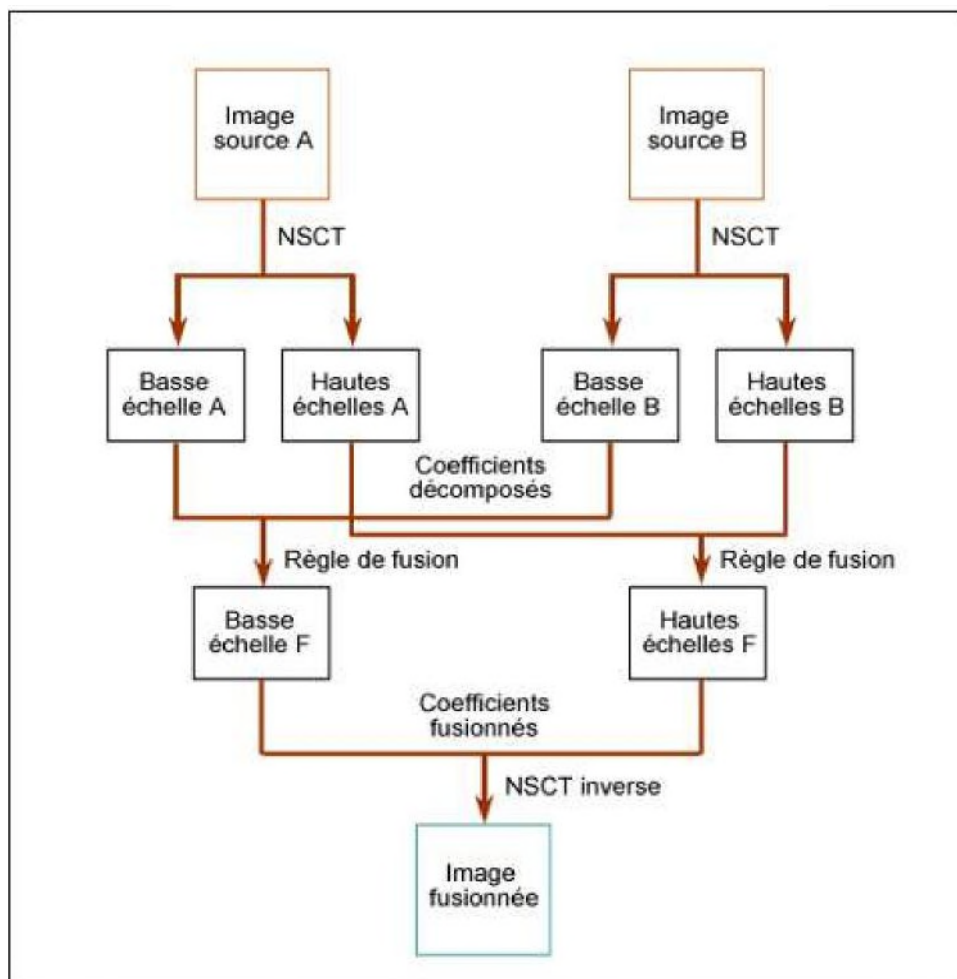 Image
source A
Image
source B
NSCT
NSCT
Basse
échelle A
Hautes
échelles A
Basse
échelle B
Hautes
échelles B
Coefficients
décomposés
Règle de fusion
Règle de fusion
Basse
échelle F
Hautes
échelles F
Coefficients
fusionnés
NSCT inverse
Image
fusionnée